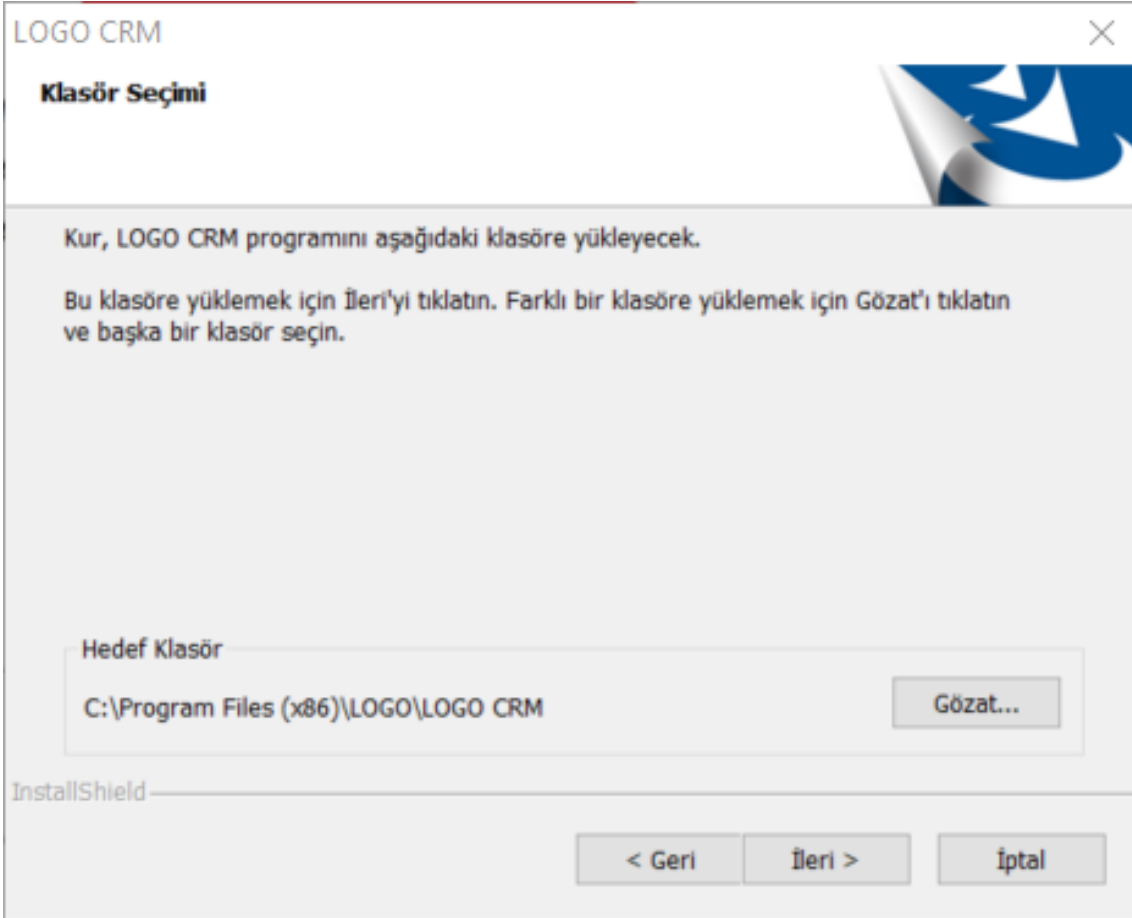 LOGO CRM
Klasör Seçimi
Kur, LOGO CRM programını aşağıdaki klasöre yükleyecek.
Bu klasöre yüklemek için İleri'yi tıklatın. Farklı bir klasöre yüklemek için Gözat'ı tıklatın
ve başka bir klasör seçin.
Hedef Klasör
C:\Program Files (x86)\LOGO\LOGO CRM
Gözat...
InstallShield
< Geri
İleri >
İptal